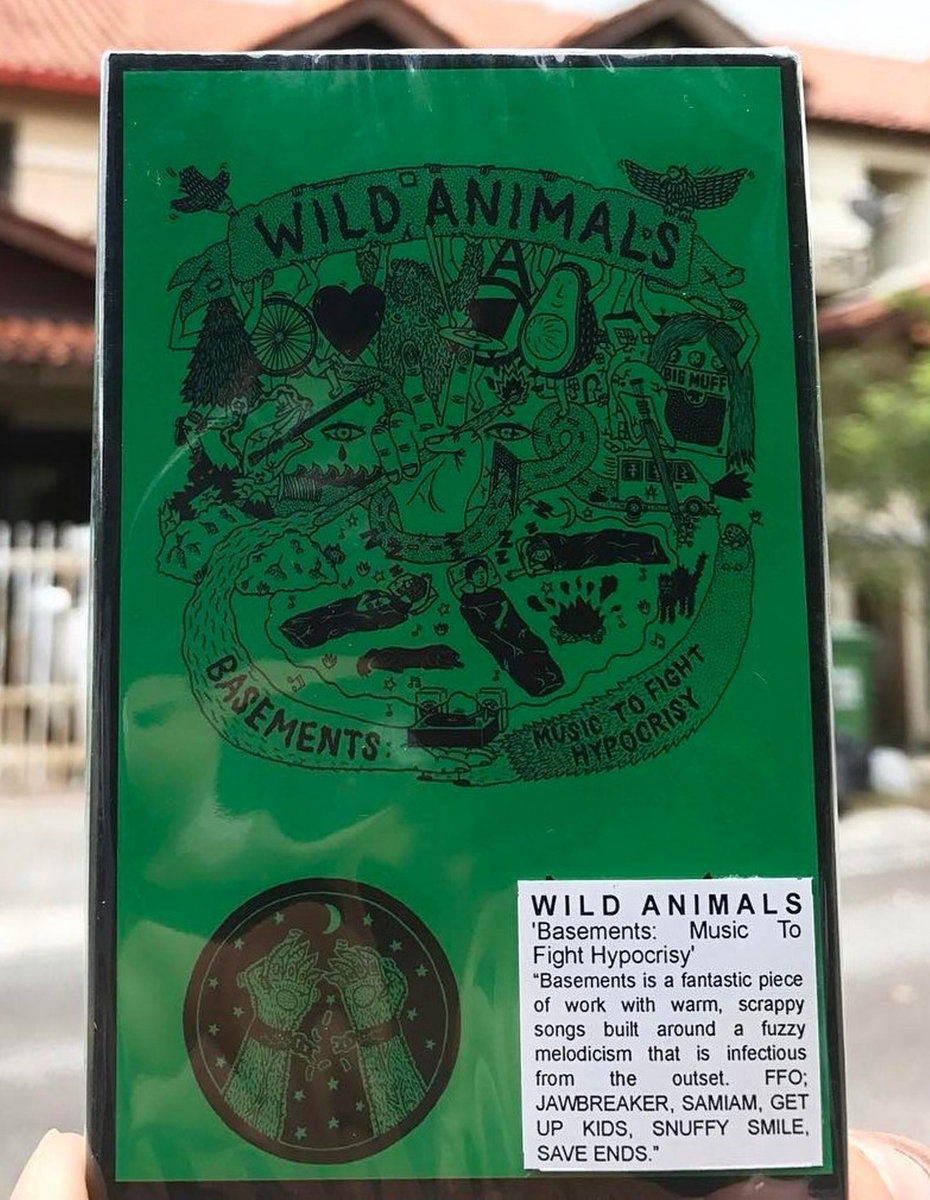 WILD ANIMALS
A
BIG MUFF
BASEMENTS:
MUSIC TO FIGHT
HYPOCRISY
WILD ANIMALS
'Basements: Music To
Fight Hypocrisy'
“Basements is a fantastic piece
of work with warm, scrappy
songs built around a fuzzy
melodicism that is infectious
from the outset. FFO;
JAWBREAKER, SAMIAM, GET
UP KIDS, SNUFFY SMILE,
SAVE ENDS.”